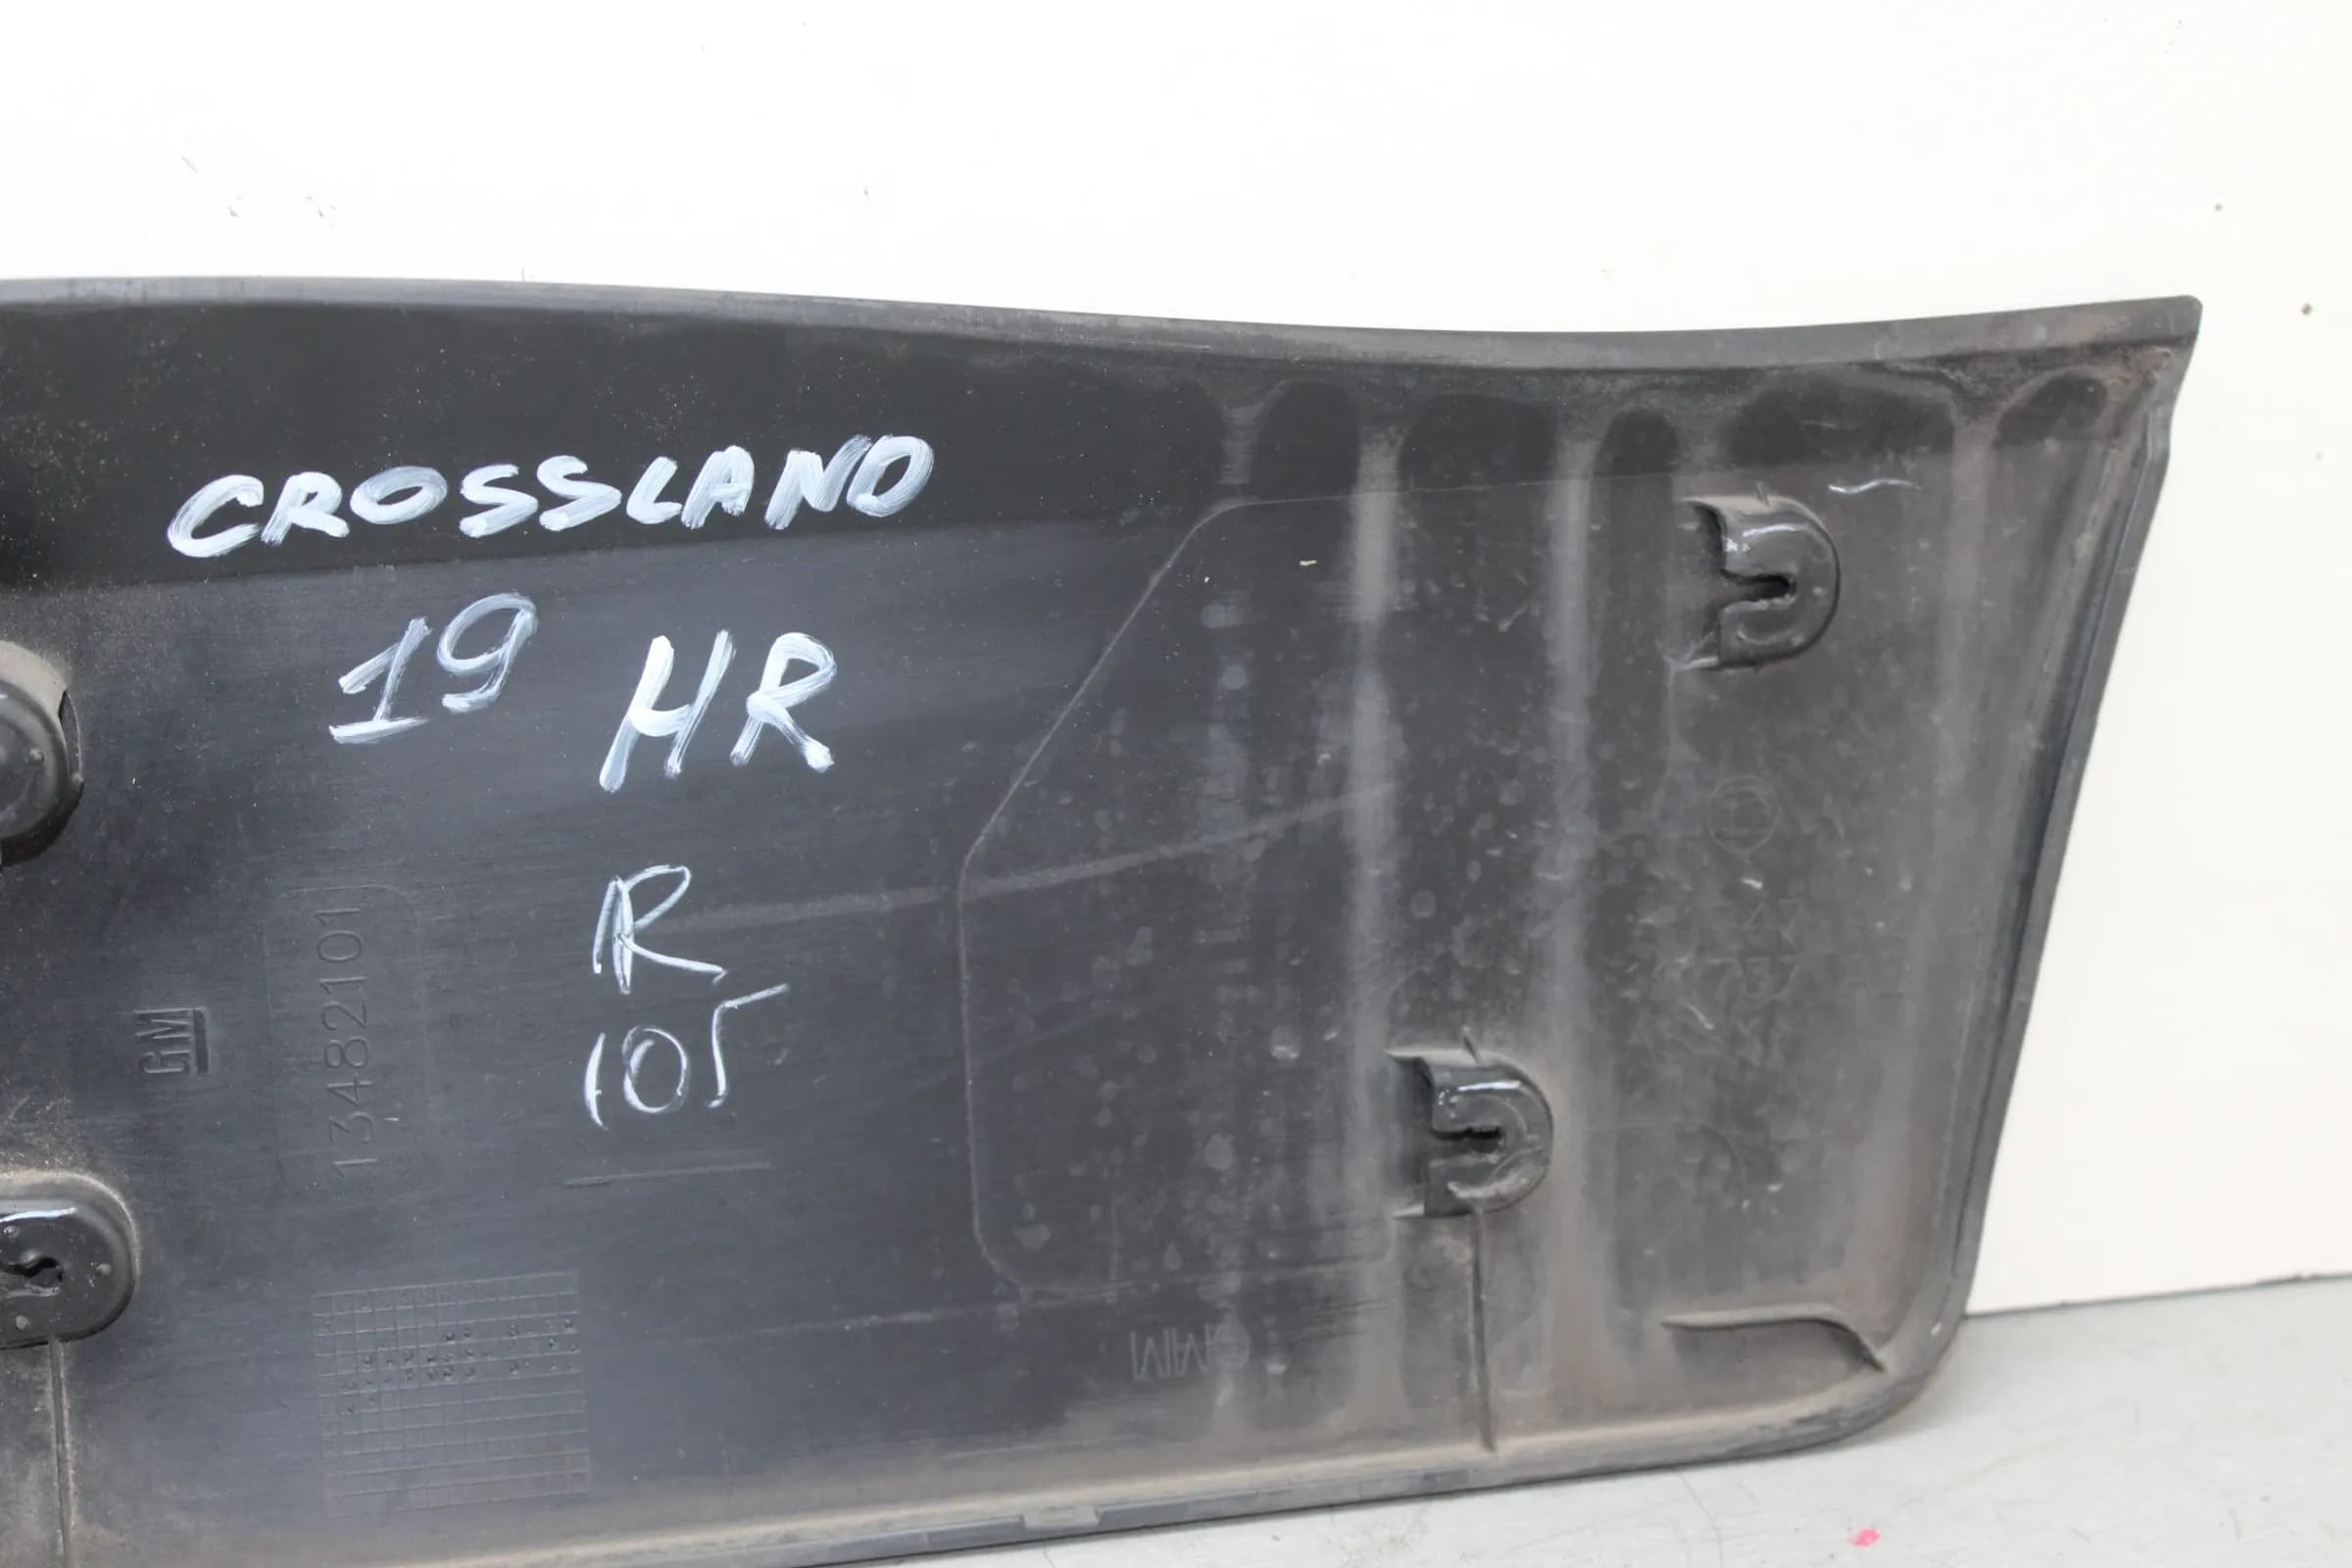 CROSSLAND
19 HR
R
105
GM
13482101